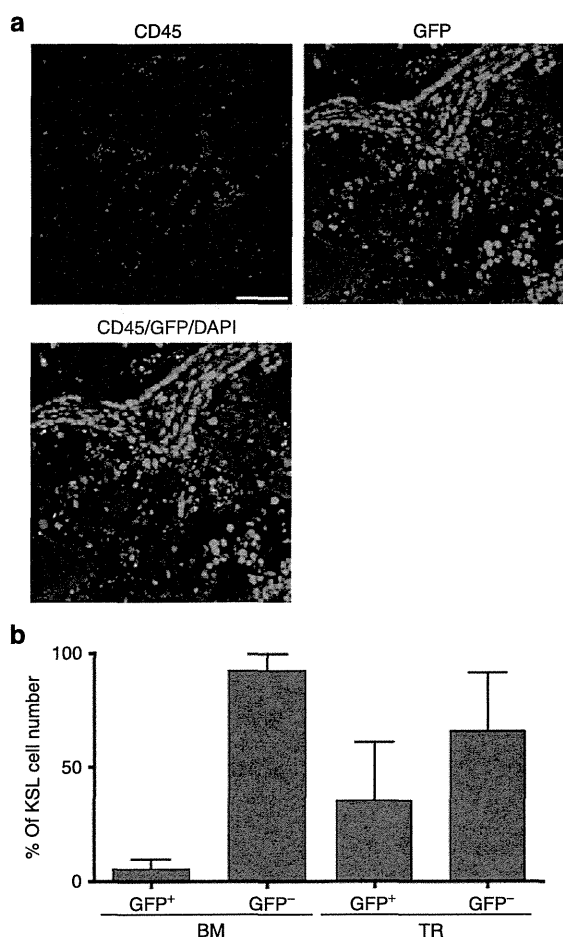 a
CD45
GFP
CD45/GFP/DAPI
b
% Of KSL cell number
100
50
0
GFP⁺
GFP⁻
GFP⁺
GFP⁻
BM
TR